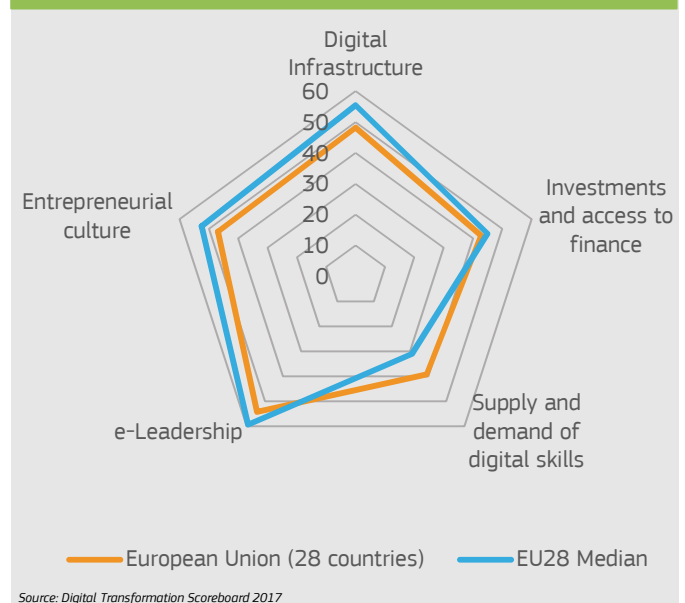 Digital
Infrastructure
60
50
40
30
20
10
0
Investments
and access to
finance
Supply and
demand of
digital skills
e-Leadership
Entrepreneurial
culture
European Union (28 countries)
EU28 Median
Source: Digital Transformation Scoreboard 2017